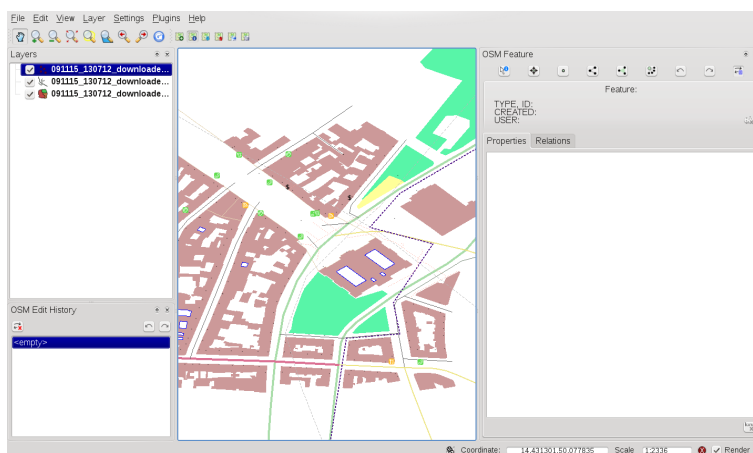 File Edit View Layer Settings Plugins Help
Layers
091115_130712_downloade...
091115_130712_downloade...
091115_130712_downloade...
OSM Edit History
<empty>
OSM Feature
Feature:
TYPE, ID:
CREATED:
USER:
Properties Relations
Coordinate: 14.431301,50.077835 Scale 1:2336 Render